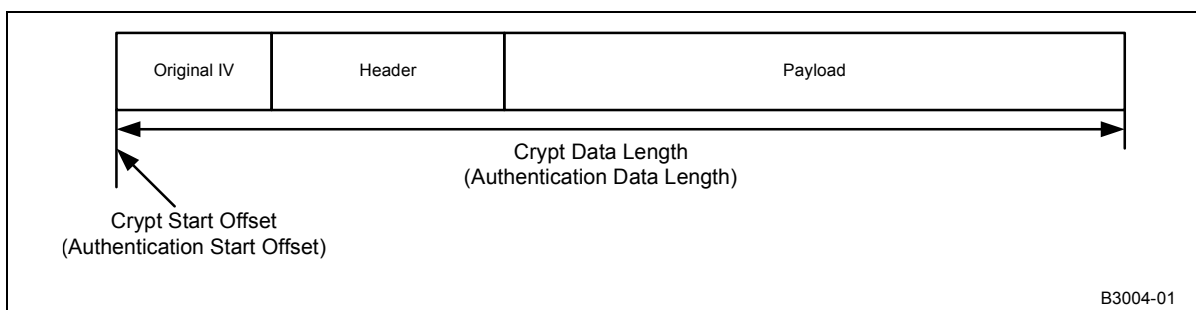 Original IV
Header
Payload
Crypt Data Length
(Authentication Data Length)
Crypt Start Offset
(Authentication Start Offset)
B3004-01